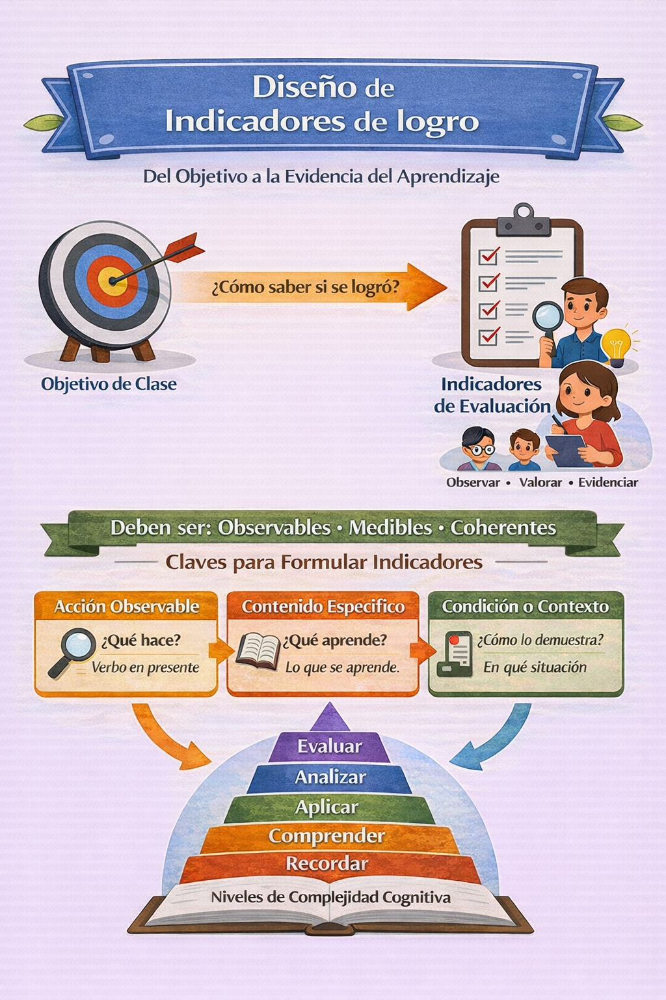 Diseño de
Indicadores de logro
Del Objetivo a la Evidencia del Aprendizaje
¿Cómo saber si se logró?
Objetivo de Clase
Indicadores
de Evaluación
Observar • Valorar • Evidenciar
Deben ser: Observables • Medibles • Coherentes
Claves para Formular Indicadores
Acción Observable
¿Qué hace?
Verbo en presente
Contenido Especifico
¿Qué aprende?
Lo que se aprende.
Condición o Contexto
¿Cómo lo demuestra?
En qué situación
Evaluar
Analizar
Aplicar
Comprender
Recordar
Niveles de Complejidad Cognitiva